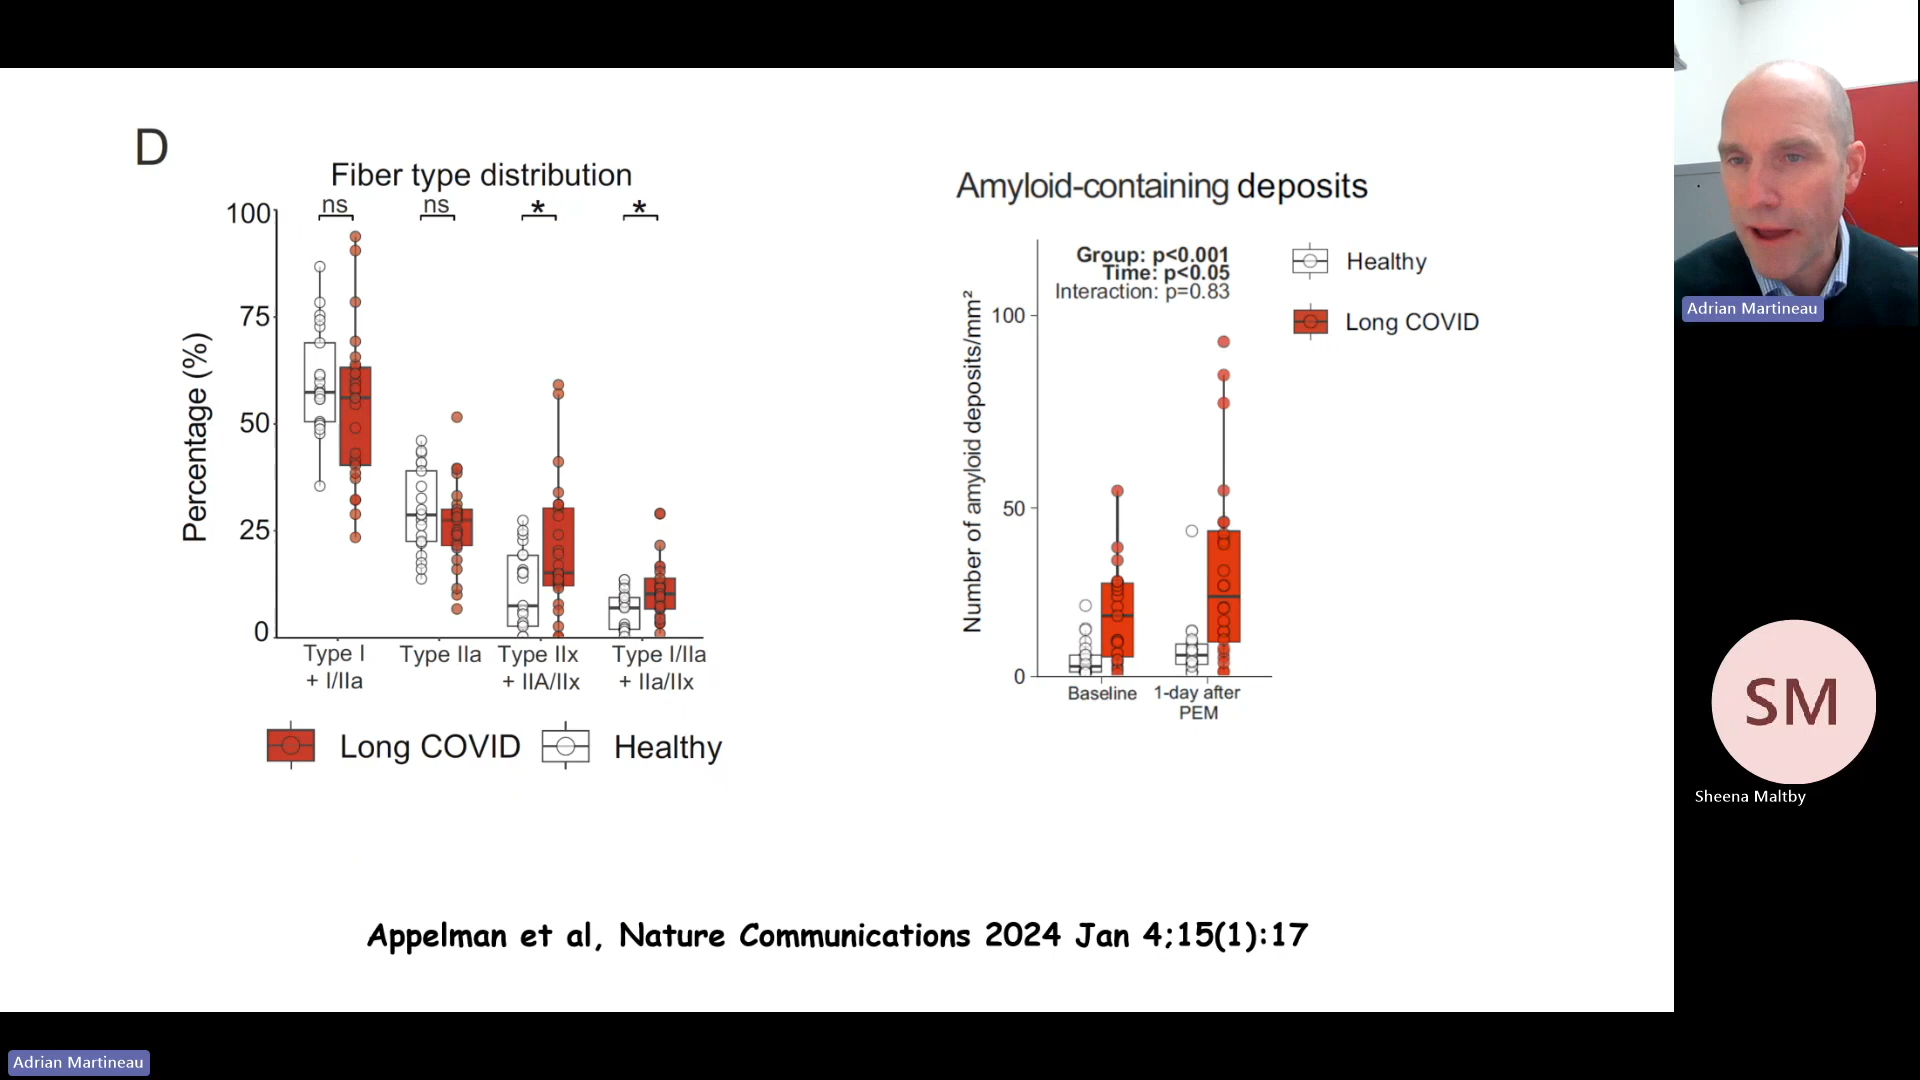 D
Fiber type distribution
ns
ns
*
*
100
75
50
25
0
Percentage (%)
Type I
+ I/IIa
Type IIa
Type IIx
+ IIA/IIx
Type I/IIa
+ IIa/IIx
Long COVID
Healthy
Amyloid-containing deposits
Group: p<0.001
Time: p<0.05
Interaction: p=0.83
Healthy
Long COVID
Number of amyloid deposits/mm²
100
50
0
Baseline
1-day after
PEM
Appelman et al, Nature Communications 2024 Jan 4;15(1):17
Adrian Martineau
SM
Sheena Maltby
Adrian Martineau